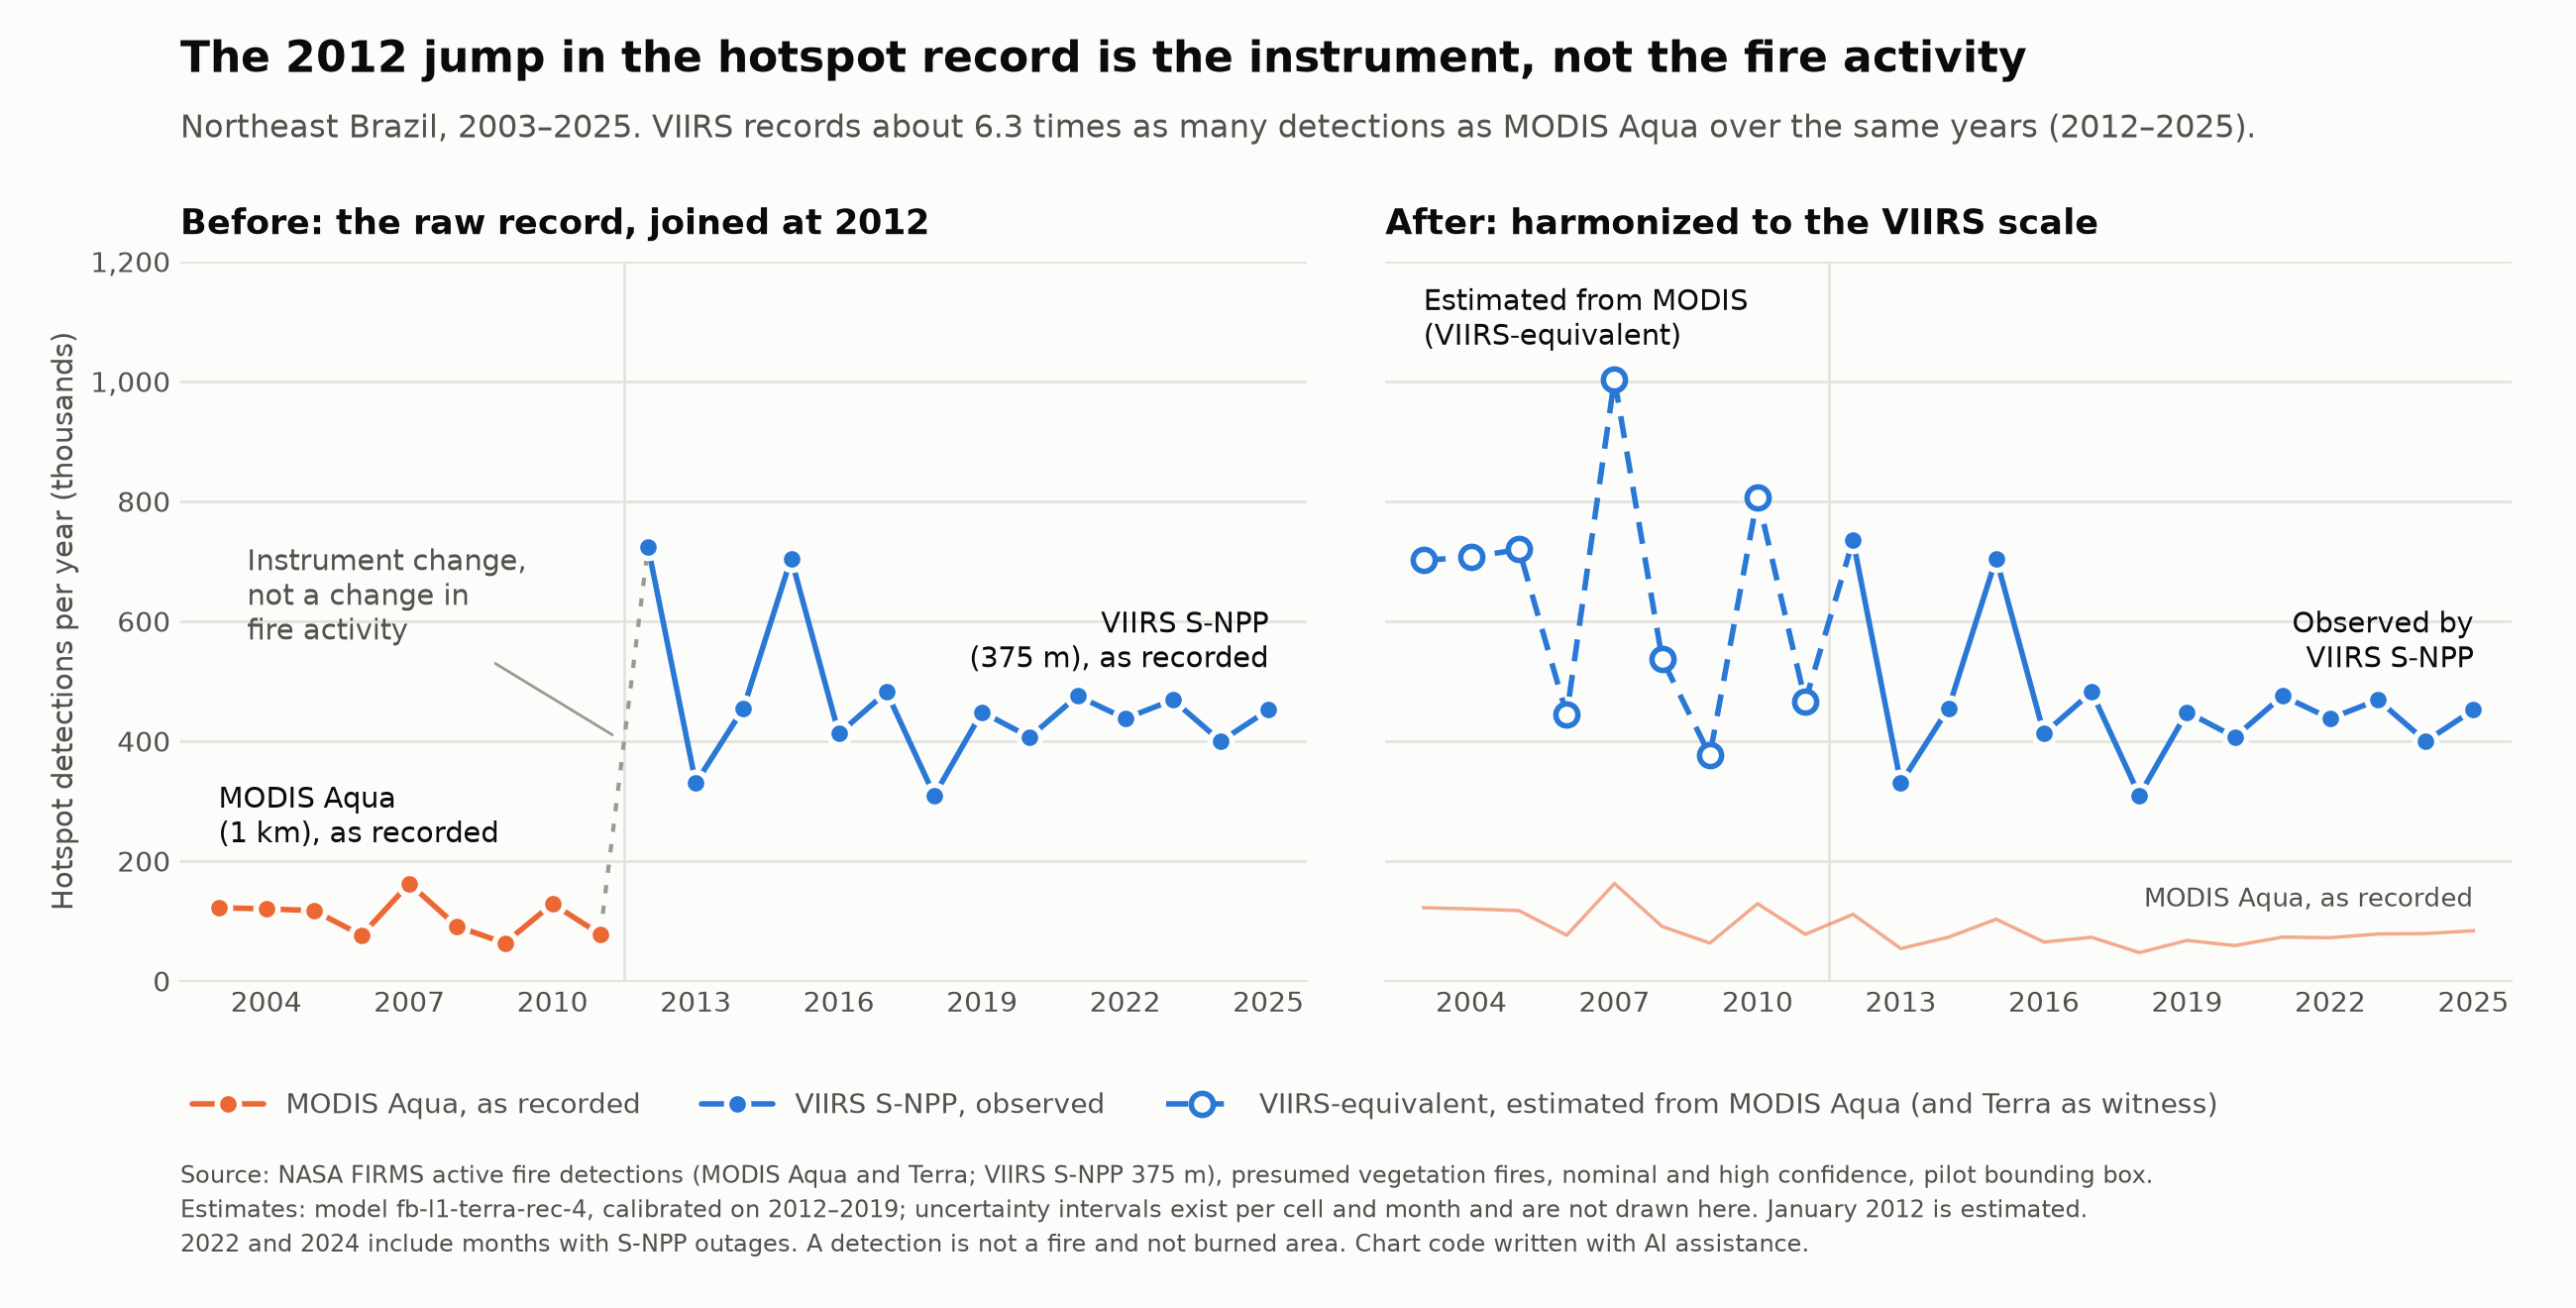 The 2012 jump in the hotspot record is the instrument, not the fire activity
Northeast Brazil, 2003–2025. VIIRS records about 6.3 times as many detections as MODIS Aqua over the same years (2012–2025).
Before: the raw record, joined at 2012
Hotspot detections per year (thousands)
1,200
1,000
800
600
400
200
0
Instrument change,
not a change in
fire activity
VIIRS S-NPP
(375 m), as recorded
MODIS Aqua
(1 km), as recorded
2004 2007 2010 2013 2016 2019 2022 2025
After: harmonized to the VIIRS scale
Estimated from MODIS
(VIIRS-equivalent)
Observed by
VIIRS S-NPP
MODIS Aqua, as recorded
2004 2007 2010 2013 2016 2019 2022 2025
MODIS Aqua, as recorded
VIIRS S-NPP, observed
VIIRS-equivalent, estimated from MODIS Aqua (and Terra as witness)
Source: NASA FIRMS active fire detections (MODIS Aqua and Terra; VIIRS S-NPP 375 m), presumed vegetation fires, nominal and high confidence, pilot bounding box.
Estimates: model fb-l1-terra-rec-4, calibrated on 2012–2019; uncertainty intervals exist per cell and month and are not drawn here. January 2012 is estimated.
2022 and 2024 include months with S-NPP outages. A detection is not a fire and not burned area. Chart code written with AI assistance.